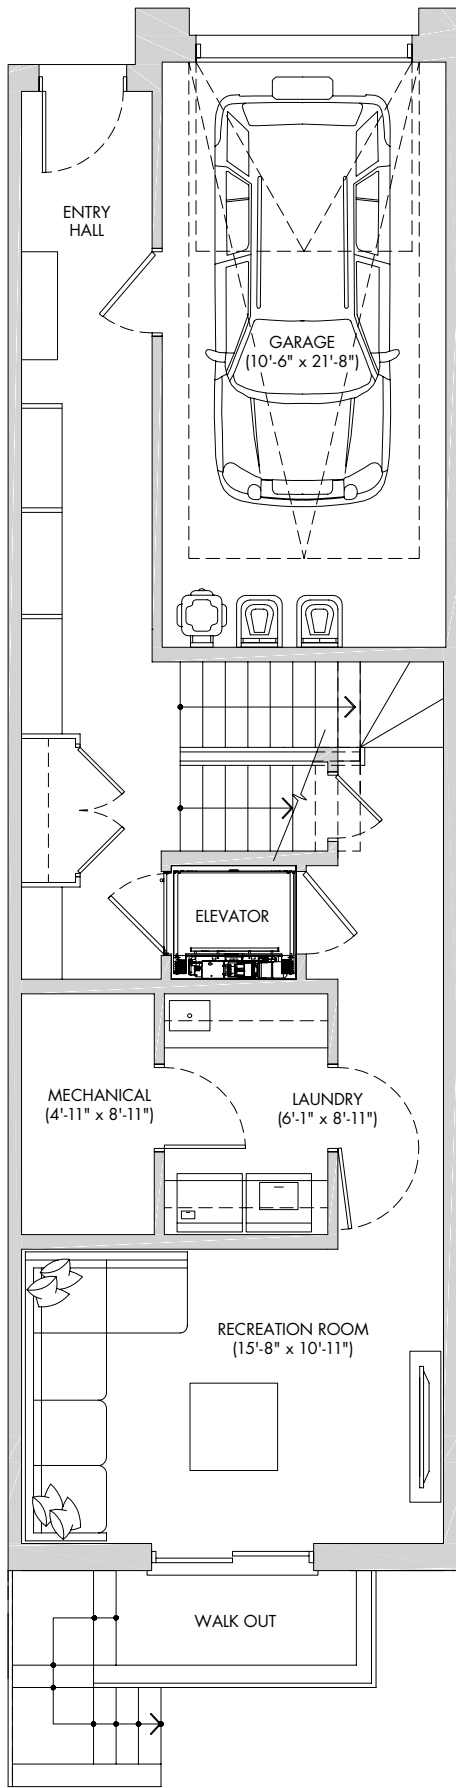 ENTRY
HALL
GARAGE
(10'-6" x 21'-8")
ELEVATOR
MECHANICAL
(4'-11" x 8'-11")
LAUNDRY
(6'-1" x 8'-11")
RECREATION ROOM
(15'-8" x 10'-11")
WALK OUT